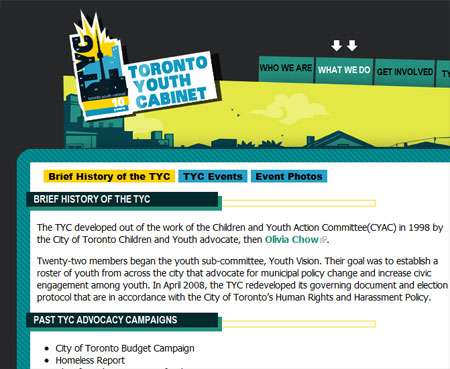 TYC
toronto youth cabinet
10
years
TORONTO
YOUTH
CABINET
WHO WE ARE
WHAT WE DO
GET INVOLVED
TY
Brief History of the TYC
TYC Events
Event Photos
BRIEF HISTORY OF THE TYC
The TYC developed out of the work of the Children and Youth Action Committee(CYAC) in 1998 by
the City of Toronto Children and Youth advocate, then Olivia Chow.
Twenty-two members began the youth sub-committee, Youth Vision. Their goal was to establish a
roster of youth from across the city that advocate for municipal policy change and increase civic
engagement among youth. In April 2008, the TYC redeveloped its governing document and election
protocol that are in accordance with the City of Toronto's Human Rights and Harassment Policy.
PAST TYC ADVOCACY CAMPAIGNS
• City of Toronto Budget Campaign
• Homeless Report